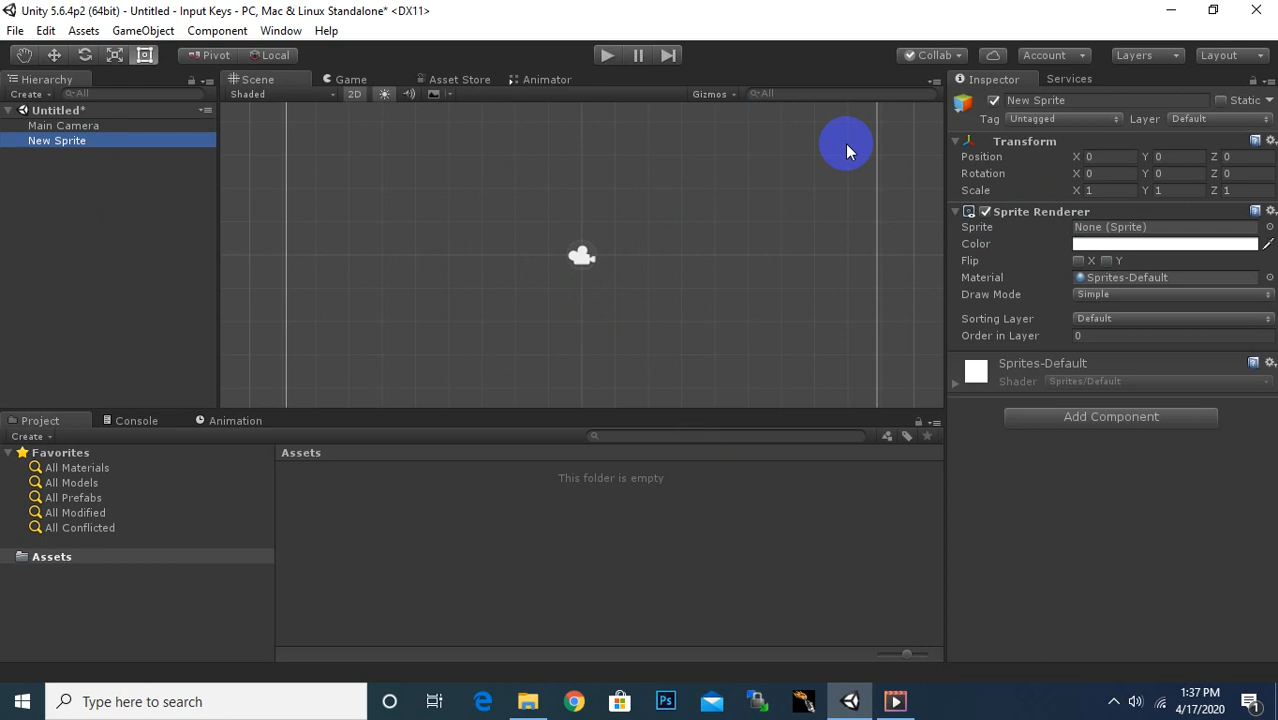 Unity 5.6.4p2 (64bit) - Untitled - Input Keys - PC, Mac & Linux Standalone* <DX11>
File Edit Assets GameObject Component Window Help
Pivot Local Collab Account Layers Layout
Hierarchy Scene Game Asset Store Animator Inspector Services
Create All Shaded 2D Gizmos All
Untitled* New Sprite Static
Main Camera Tag Untagged Layer Default
New Sprite Transform
Position X 0 Y 0 Z 0
Rotation X 0 Y 0 Z 0
Scale X 1 Y 1 Z 1
Sprite Renderer
Sprite None (Sprite)
Color
Flip X Y
Material Sprites-Default
Draw Mode Simple
Sorting Layer Default
Order in Layer 0
Sprites-Default
Shader Sprites/Default
Add Component
Project Console Animation
Create
Favorites Assets
All Materials
All Models
All Prefabs
All Modified
All Conflicted
Assets
This folder is empty
Type here to search
Ps
1:37 PM
4/17/2020
1